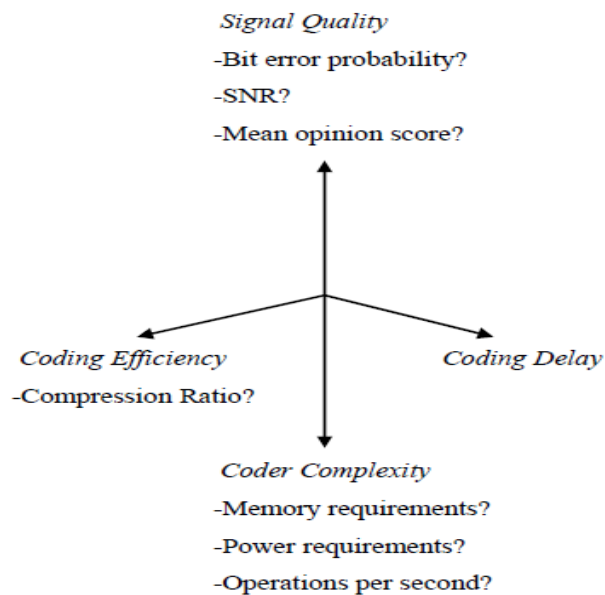 Signal Quality
-Bit error probability?
-SNR?
-Mean opinion score?
Coding Efficiency
-Compression Ratio?
Coding Delay
Coder Complexity
-Memory requirements?
-Power requirements?
-Operations per second?